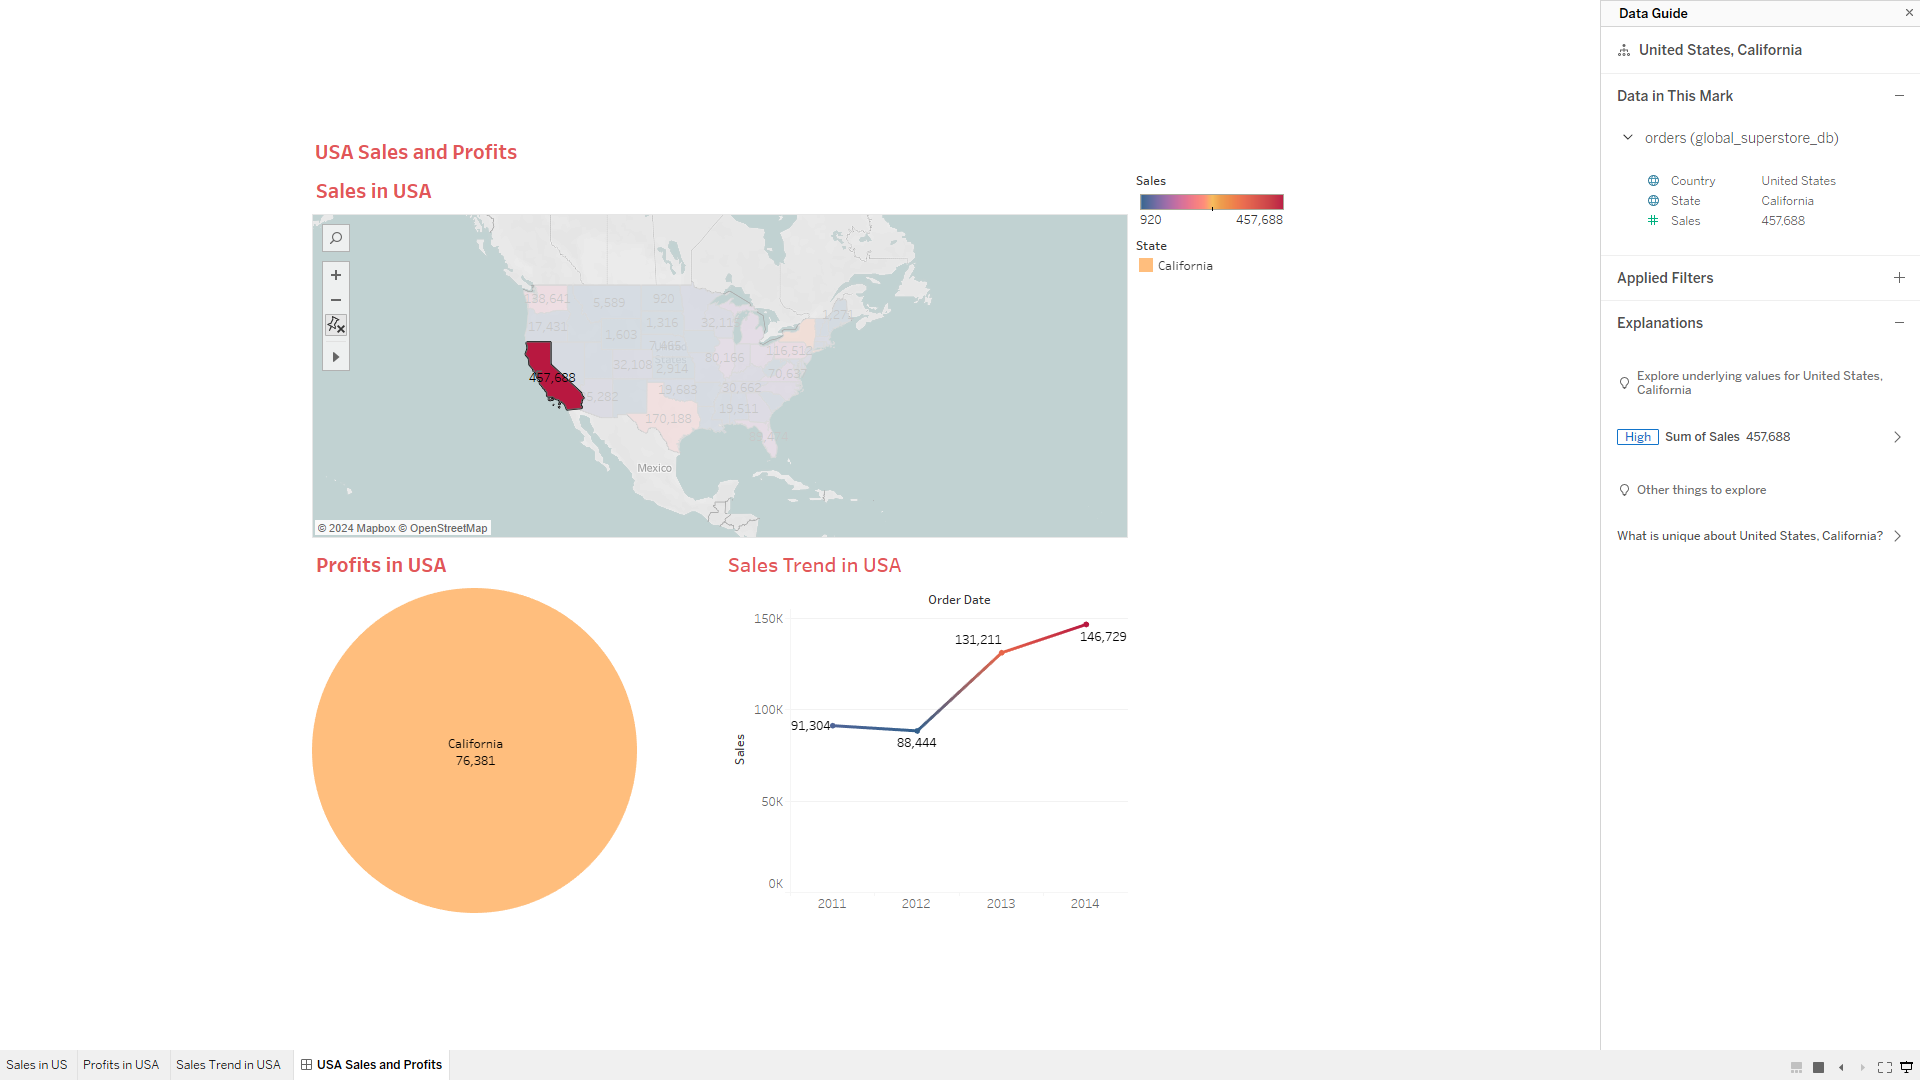 Data Guide
United States, California
Data in This Mark
orders (global_superstore_db)
Country United States
State California
Sales 457,688
Applied Filters
Explanations
Explore underlying values for United States,
California
High Sum of Sales 457,688
Other things to explore
What is unique about United States, California?
USA Sales and Profits
Sales in USA
138,641 5,589 920
17,431 1,603 1,316 32,11 1,271
7,465
457,688 32,108 2,914 80,166 116,512
70,637
6,282 19,683 30,662
170,188 19,511
Mexico
© 2024 Mapbox © OpenStreetMap
Sales
920 457,688
State
California
Profits in USA
California
76,381
Sales Trend in USA
Order Date
150K
100K
50K
0K
Sales
91,304
88,444
131,211
146,729
2011 2012 2013 2014
Sales in US Profits in USA Sales Trend in USA USA Sales and Profits